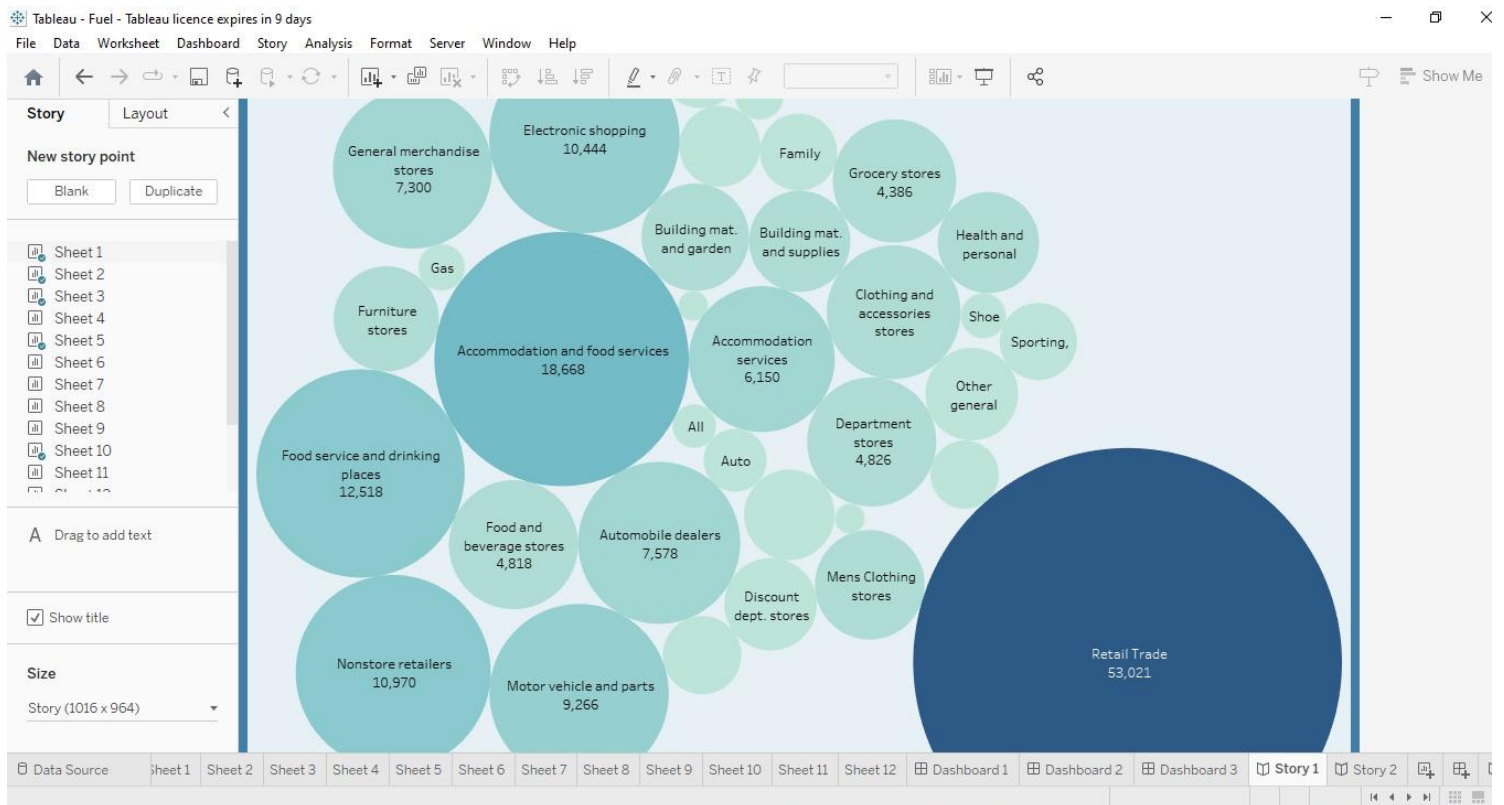 Tableau - Fuel - Tableau licence expires in 9 days
File Data Worksheet Dashboard Story Analysis Format Server Window Help
Show Me
Story Layout
New story point
Blank Duplicate
Sheet 1
Sheet 2
Sheet 3
Sheet 4
Sheet 5
Sheet 6
Sheet 7
Sheet 8
Sheet 9
Sheet 10
Sheet 11
A Drag to add text
Show title
Size
Story (1016 x 964)
General merchandise
stores
7,300
Electronic shopping
10,444
Family
Grocery stores
4,386
Building mat.
and garden
Building mat.
and supplies
Health and
personal
Gas
Furniture
stores
Clothing and
accessories
stores
Shoe
Sporting,
Accommodation and food services
18,668
Accommodation
services
6,150
Other
general
All
Department
stores
4,826
Auto
Food service and drinking
places
12,518
Food and
beverage stores
4,818
Automobile dealers
7,578
Mens Clothing
stores
Discount
dept. stores
Nonstore retailers
10,970
Motor vehicle and parts
9,266
Retail Trade
53,021
Data Source Sheet 1 Sheet 2 Sheet 3 Sheet 4 Sheet 5 Sheet 6 Sheet 7 Sheet 8 Sheet 9 Sheet 10 Sheet 11 Sheet 12 Dashboard 1 Dashboard 2 Dashboard 3 Story 1 Story 2